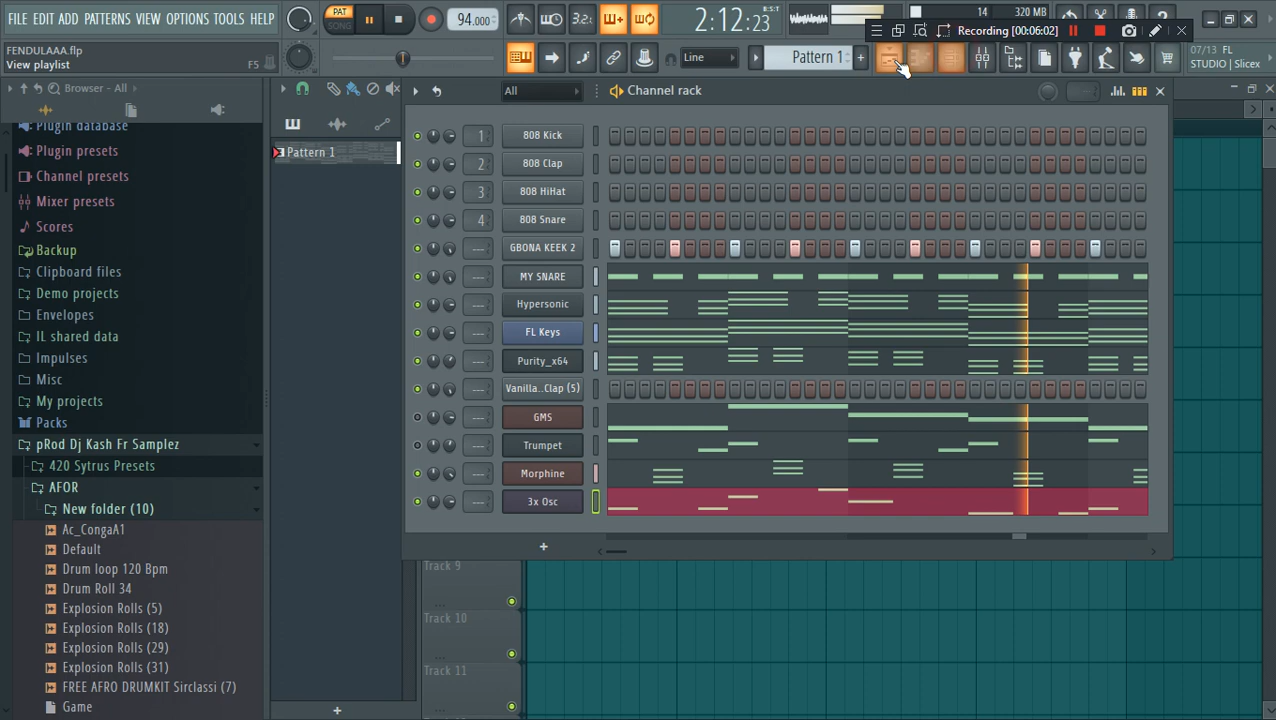 FILE EDIT ADD PATTERNS VIEW OPTIONS TOOLS HELP
FENDULAAA.flp
View playlist
F5
PAT
SONG
94.000
3.2
2:12:23
B:S:T
14
320 MB
Recording [00:06:02]
Line
Pattern 1
07/13 FL
STUDIO | Slicex
Browser - All
Plugin database
Plugin presets
Channel presets
Mixer presets
Scores
Backup
Clipboard files
Demo projects
Envelopes
IL shared data
Impulses
Misc
My projects
Packs
pRod Dj Kash Fr Samplez
420 Sytrus Presets
AFOR
New folder (10)
Ac_CongaA1
Default
Drum loop 120 Bpm
Drum Roll 34
Explosion Rolls (5)
Explosion Rolls (18)
Explosion Rolls (29)
Explosion Rolls (31)
FREE AFRO DRUMKIT Sirclassi (7)
Game
Pattern 1
All
Channel rack
1 808 Kick
2 808 Clap
3 808 HiHat
4 808 Snare
--- GBONA KEEK 2
--- MY SNARE
--- Hypersonic
--- FL Keys
--- Purity_x64
--- Vanilla..Clap (5)
--- GMS
--- Trumpet
--- Morphine
--- 3x Osc
Track 9
Track 10
Track 11